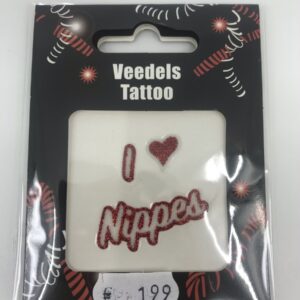 Veedels
Tattoo
I ♥
Nippes
199